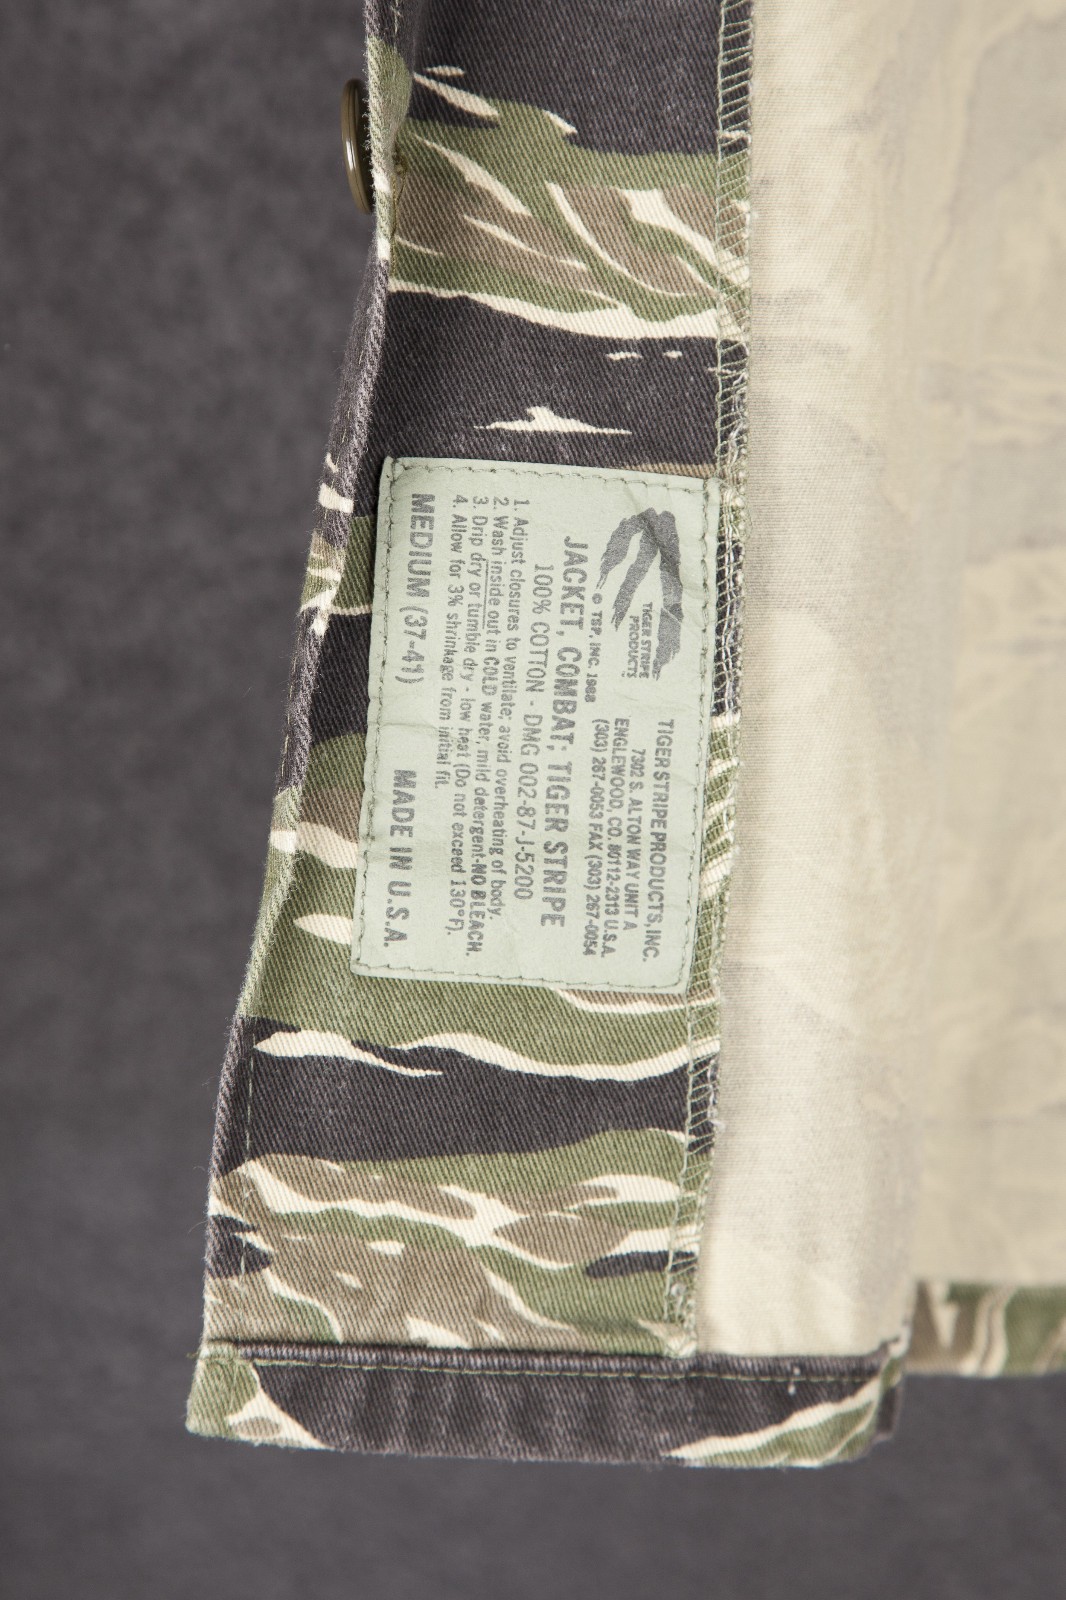 TIGER STRIPE
PRODUCTS
© TSP, INC. 1988
TIGER STRIPE PRODUCTS, INC.
7302 S. ALTON WAY UNIT A
ENGLEWOOD, CO. 80112-2313 U.S.A.
(303) 267-0053 FAX (303) 267-0054
JACKET, COMBAT, TIGER STRIPE
100% COTTON - DMG 002-87-J-5200
1. Adjust closures to ventilate; avoid overheating of body.
2. Wash inside out in COLD water, mild detergent-NO BLEACH.
3. Drip dry or tumble dry - low heat (Do not exceed 130°F).
4. Allow for 3% shrinkage from initial fit.
MEDIUM (37-41) MADE IN U.S.A.